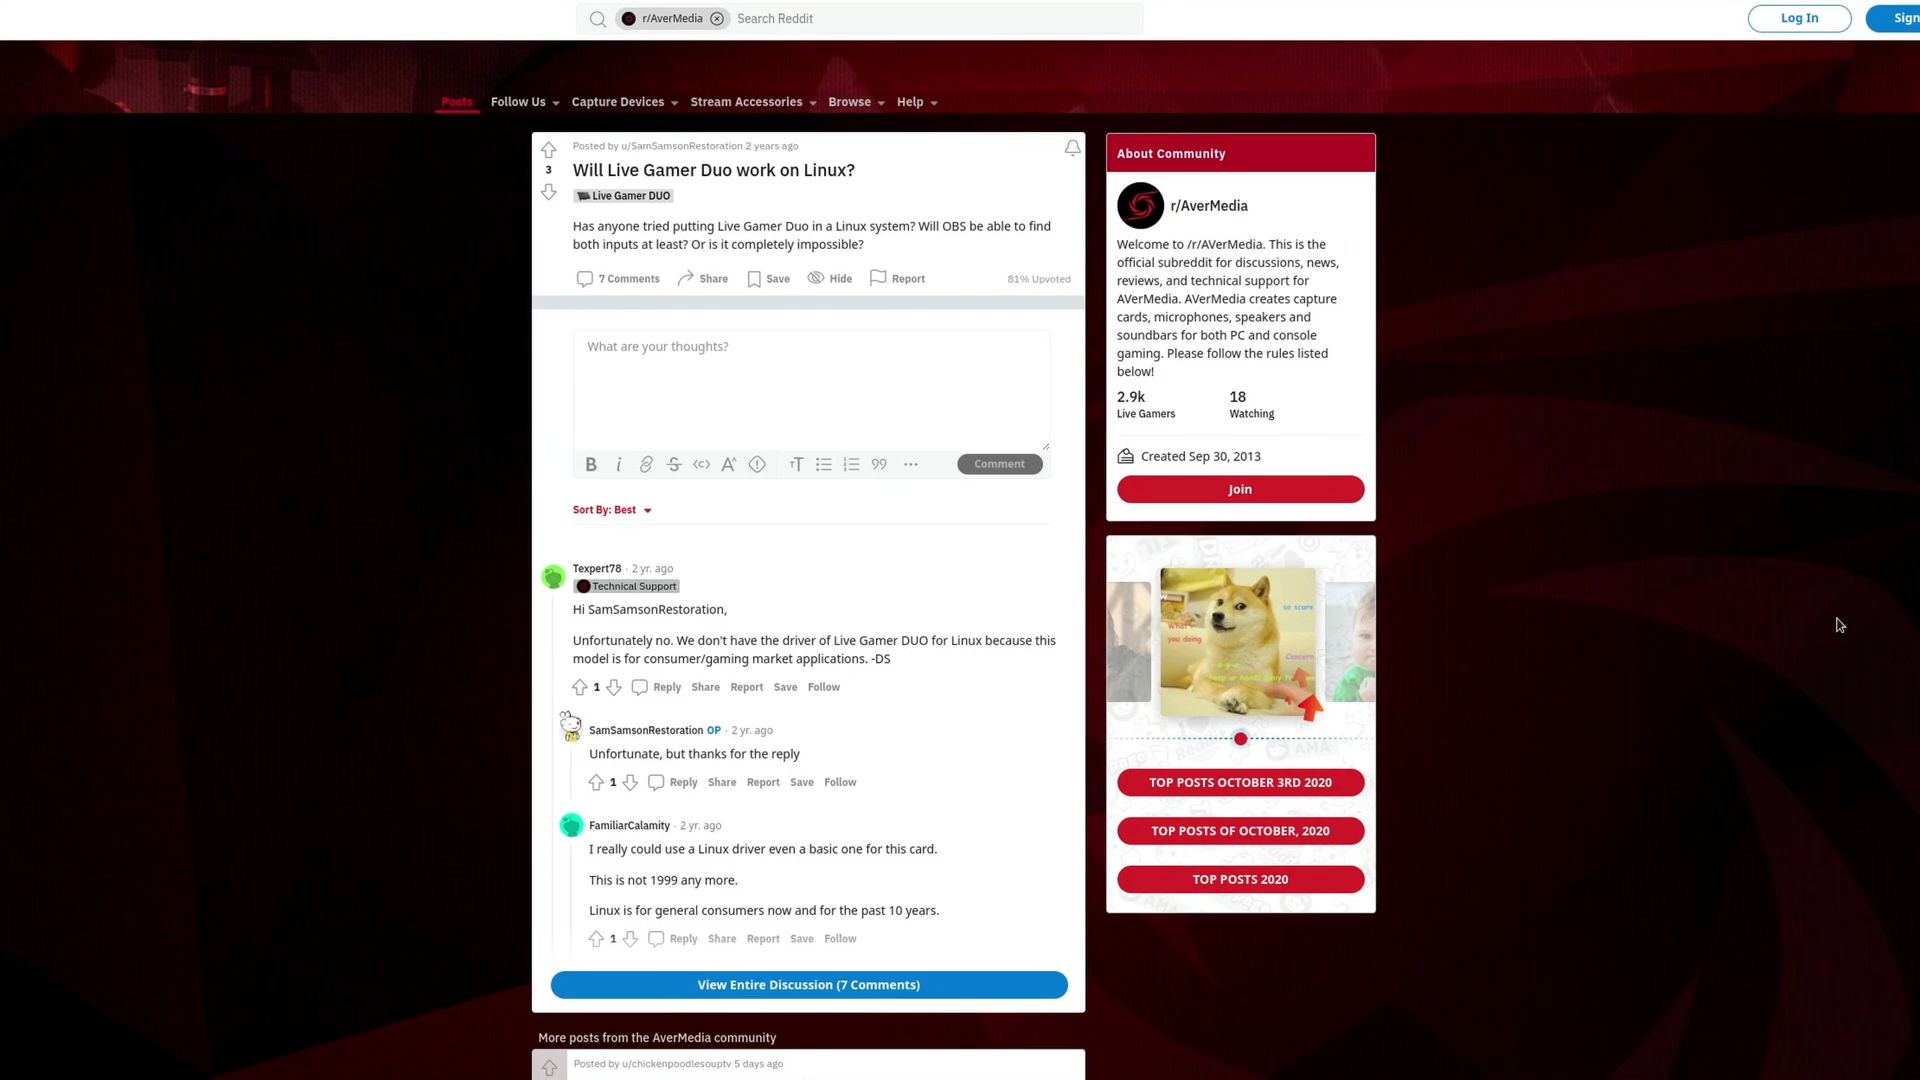 r/AverMedia
Search Reddit
Log In
Sign
Posts
Follow Us
Capture Devices
Stream Accessories
Browse
Help
Posted by u/SamSamsonRestoration 2 years ago
3
Will Live Gamer Duo work on Linux?
Live Gamer DUO
Has anyone tried putting Live Gamer Duo in a Linux system? Will OBS be able to find
both inputs at least? Or is it completely impossible?
7 Comments
Share
Save
Hide
Report
81% Upvoted
What are your thoughts?
Comment
Sort By: Best
Texpert78 · 2 yr. ago
Technical Support
Hi SamSamsonRestoration,
Unfortunately no. We don't have the driver of Live Gamer DUO for Linux because this
model is for consumer/gaming market applications. -DS
1 Reply Share Report Save Follow
SamSamsonRestoration OP · 2 yr. ago
Unfortunate, but thanks for the reply
1 Reply Share Report Save Follow
FamiliarCalamity · 2 yr. ago
I really could use a Linux driver even a basic one for this card.
This is not 1999 any more.
Linux is for general consumers now and for the past 10 years.
1 Reply Share Report Save Follow
View Entire Discussion (7 Comments)
More posts from the AverMedia community
Posted by u/chickenpoodlesouptv 5 days ago
About Community
r/AverMedia
Welcome to /r/AVerMedia. This is the
official subreddit for discussions, news,
reviews, and technical support for
AVerMedia. AVerMedia creates capture
cards, microphones, speakers and
soundbars for both PC and console
gaming. Please follow the rules listed
below!
2.9k
Live Gamers
18
Watching
Created Sep 30, 2013
Join
so scare
What
you doing
Concern
TOP POSTS OCTOBER 3RD 2020
TOP POSTS OF OCTOBER, 2020
TOP POSTS 2020